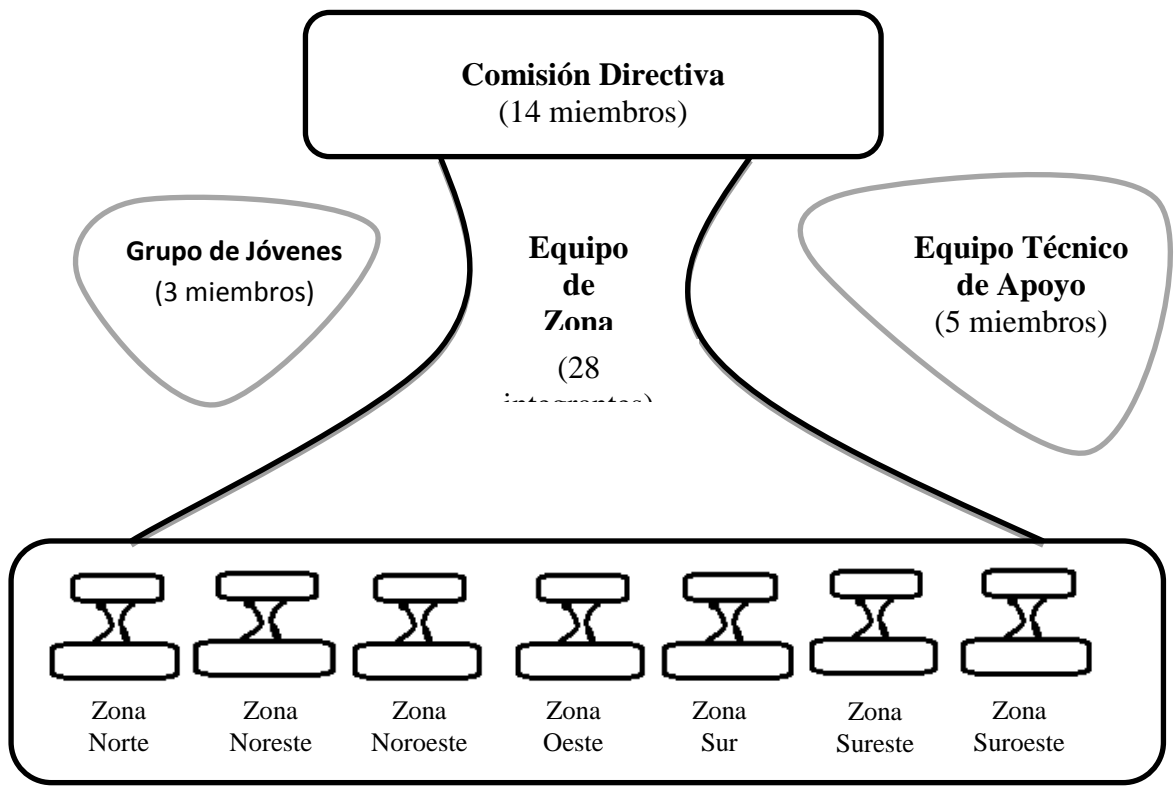 Comisión Directiva
(14 miembros)
Grupo de Jóvenes
(3 miembros)
Equipo
de
Zona
(28
integrantes)
Equipo Técnico
de Apoyo
(5 miembros)
Zona
Norte
Zona
Noreste
Zona
Noroeste
Zona
Oeste
Zona
Sur
Zona
Sureste
Zona
Suroeste